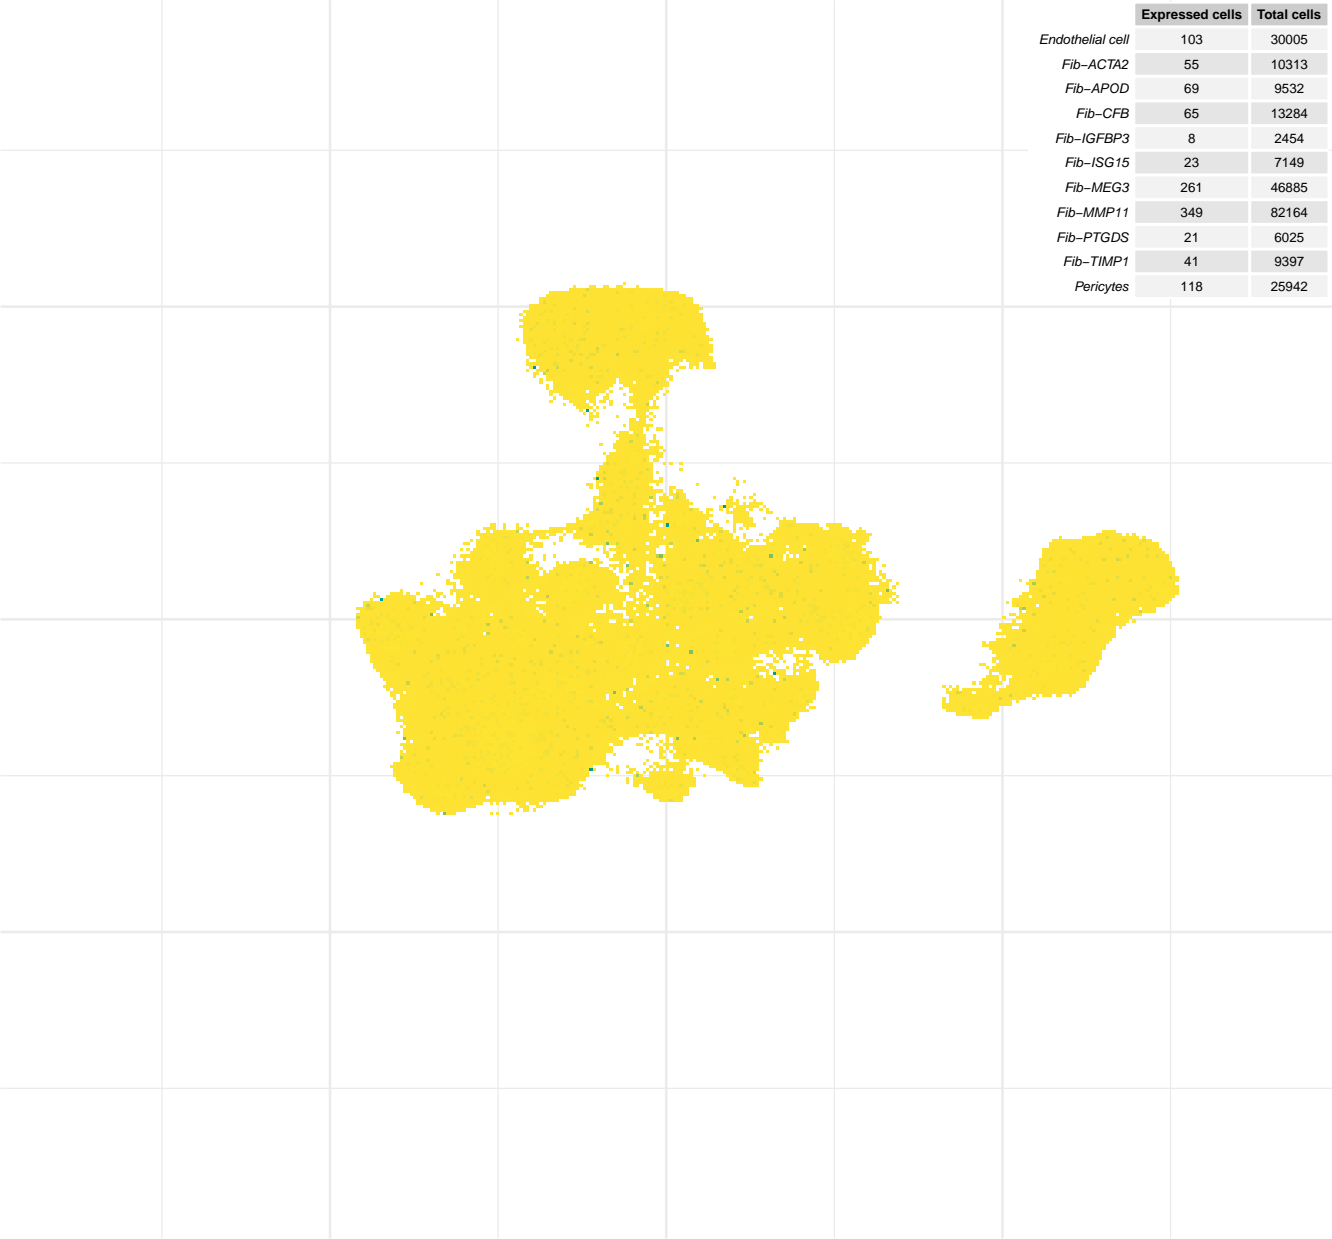 Expressed cells Total cells
Endothelial cell 103 30005
Fib−ACTA2 55 10313
Fib−APOD 69 9532
Fib−CFB 65 13284
Fib−IGFBP3 8 2454
Fib−ISG15 23 7149
Fib−MEG3 261 46885
Fib−MMP11 349 82164
Fib−PTGDS 21 6025
Fib−TIMP1 41 9397
Pericytes 118 25942